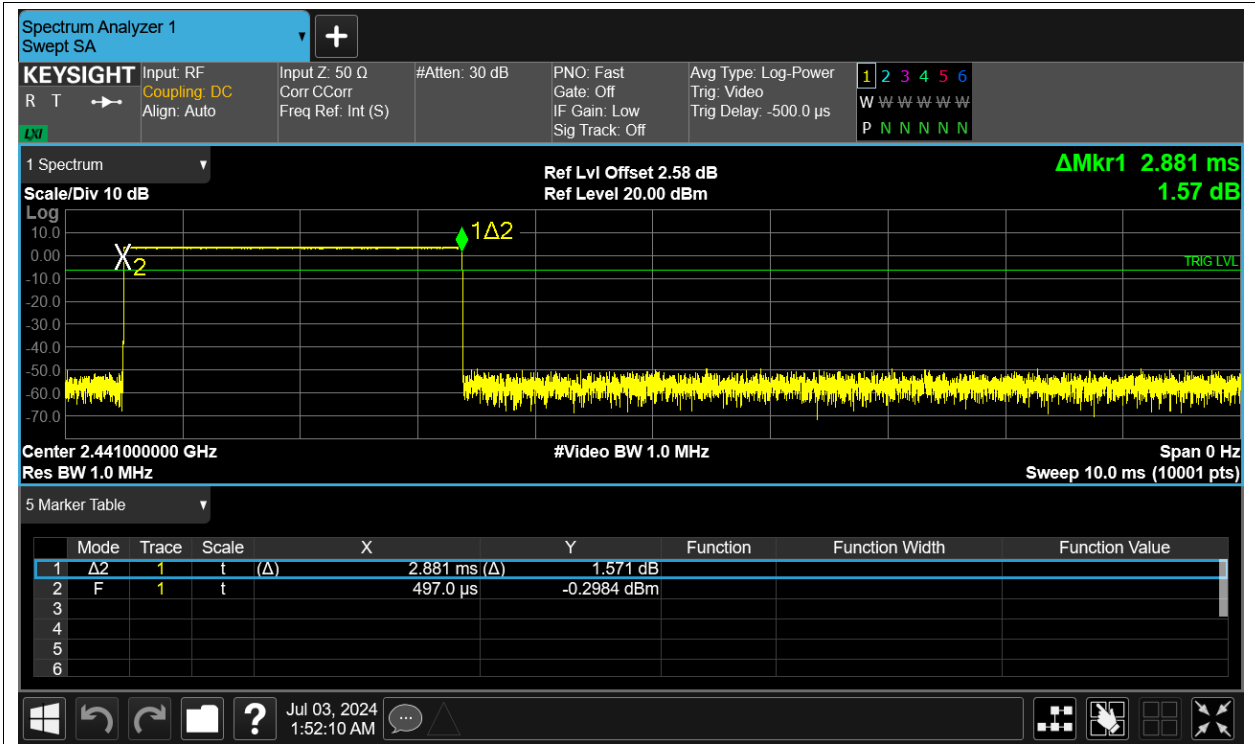 Spectrum Analyzer 1
Swept SA
KEYSIGHT
R T
LXI
Input: RF
Coupling: DC
Align: Auto
Input Z: 50 Ω
Corr CCorr
Freq Ref: Int (S)
#Atten: 30 dB
PNO: Fast
Gate: Off
IF Gain: Low
Sig Track: Off
Avg Type: Log-Power
Trig: Video
Trig Delay: -500.0 µs
1 2 3 4 5 6
W W W W W W
P N N N N N
1 Spectrum
Scale/Div 10 dB
Ref Lvl Offset 2.58 dB
Ref Level 20.00 dBm
ΔMkr1 2.881 ms
1.57 dB
Log
10.0
0.00
-10.0
-20.0
-30.0
-40.0
-50.0
-60.0
-70.0
X2
1Δ2
TRIG LVL
Center 2.441000000 GHz
Res BW 1.0 MHz
#Video BW 1.0 MHz
Span 0 Hz
Sweep 10.0 ms (10001 pts)
5 Marker Table
Mode Trace Scale X Y Function Function Width Function Value
1 Δ2 1 t (Δ) 2.881 ms (Δ) 1.571 dB
2 F 1 t 497.0 µs -0.2984 dBm
3
4
5
6
?
Jul 03, 2024
1:52:10 AM